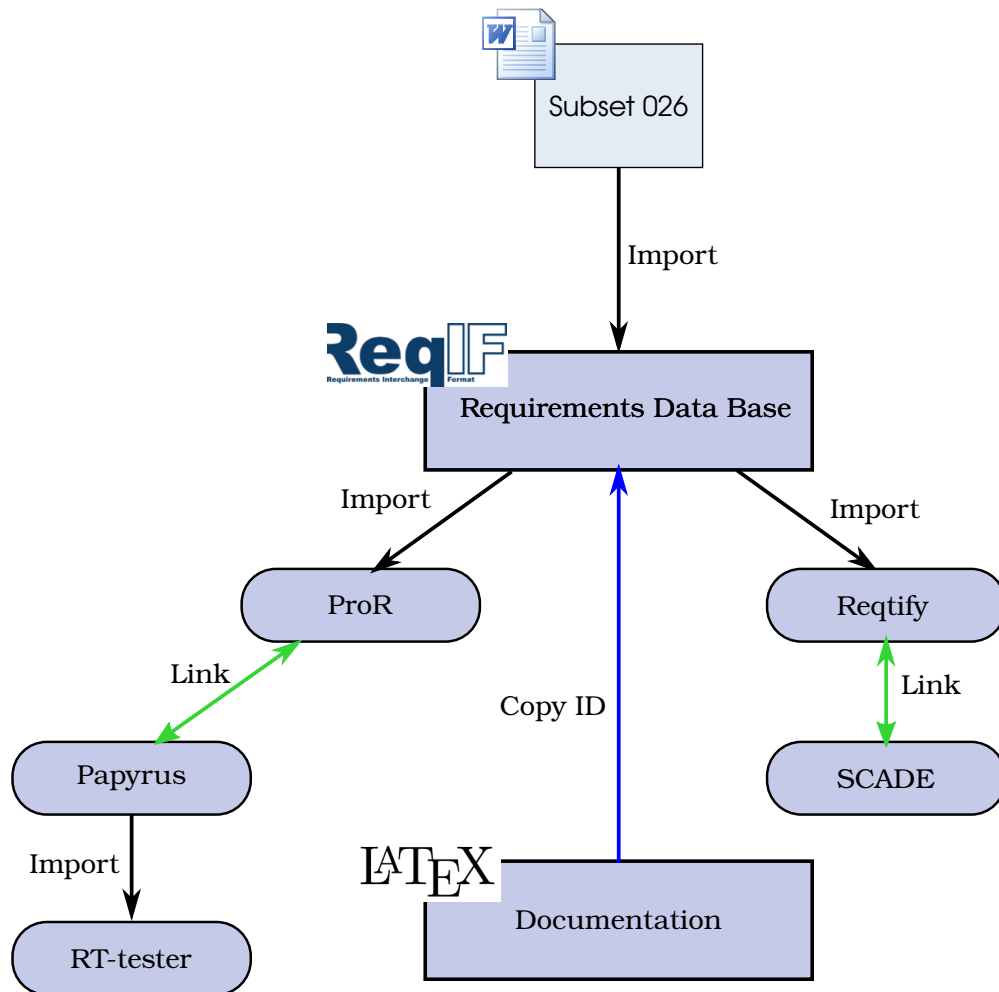 W
Subset 026
Import
ReqIF
Requirements Interchange Format
Requirements Data Base
Import
Import
ProR
Reqtify
Link
Link
Copy ID
Papyrus
SCADE
Import
LATEX
Documentation
RT-tester